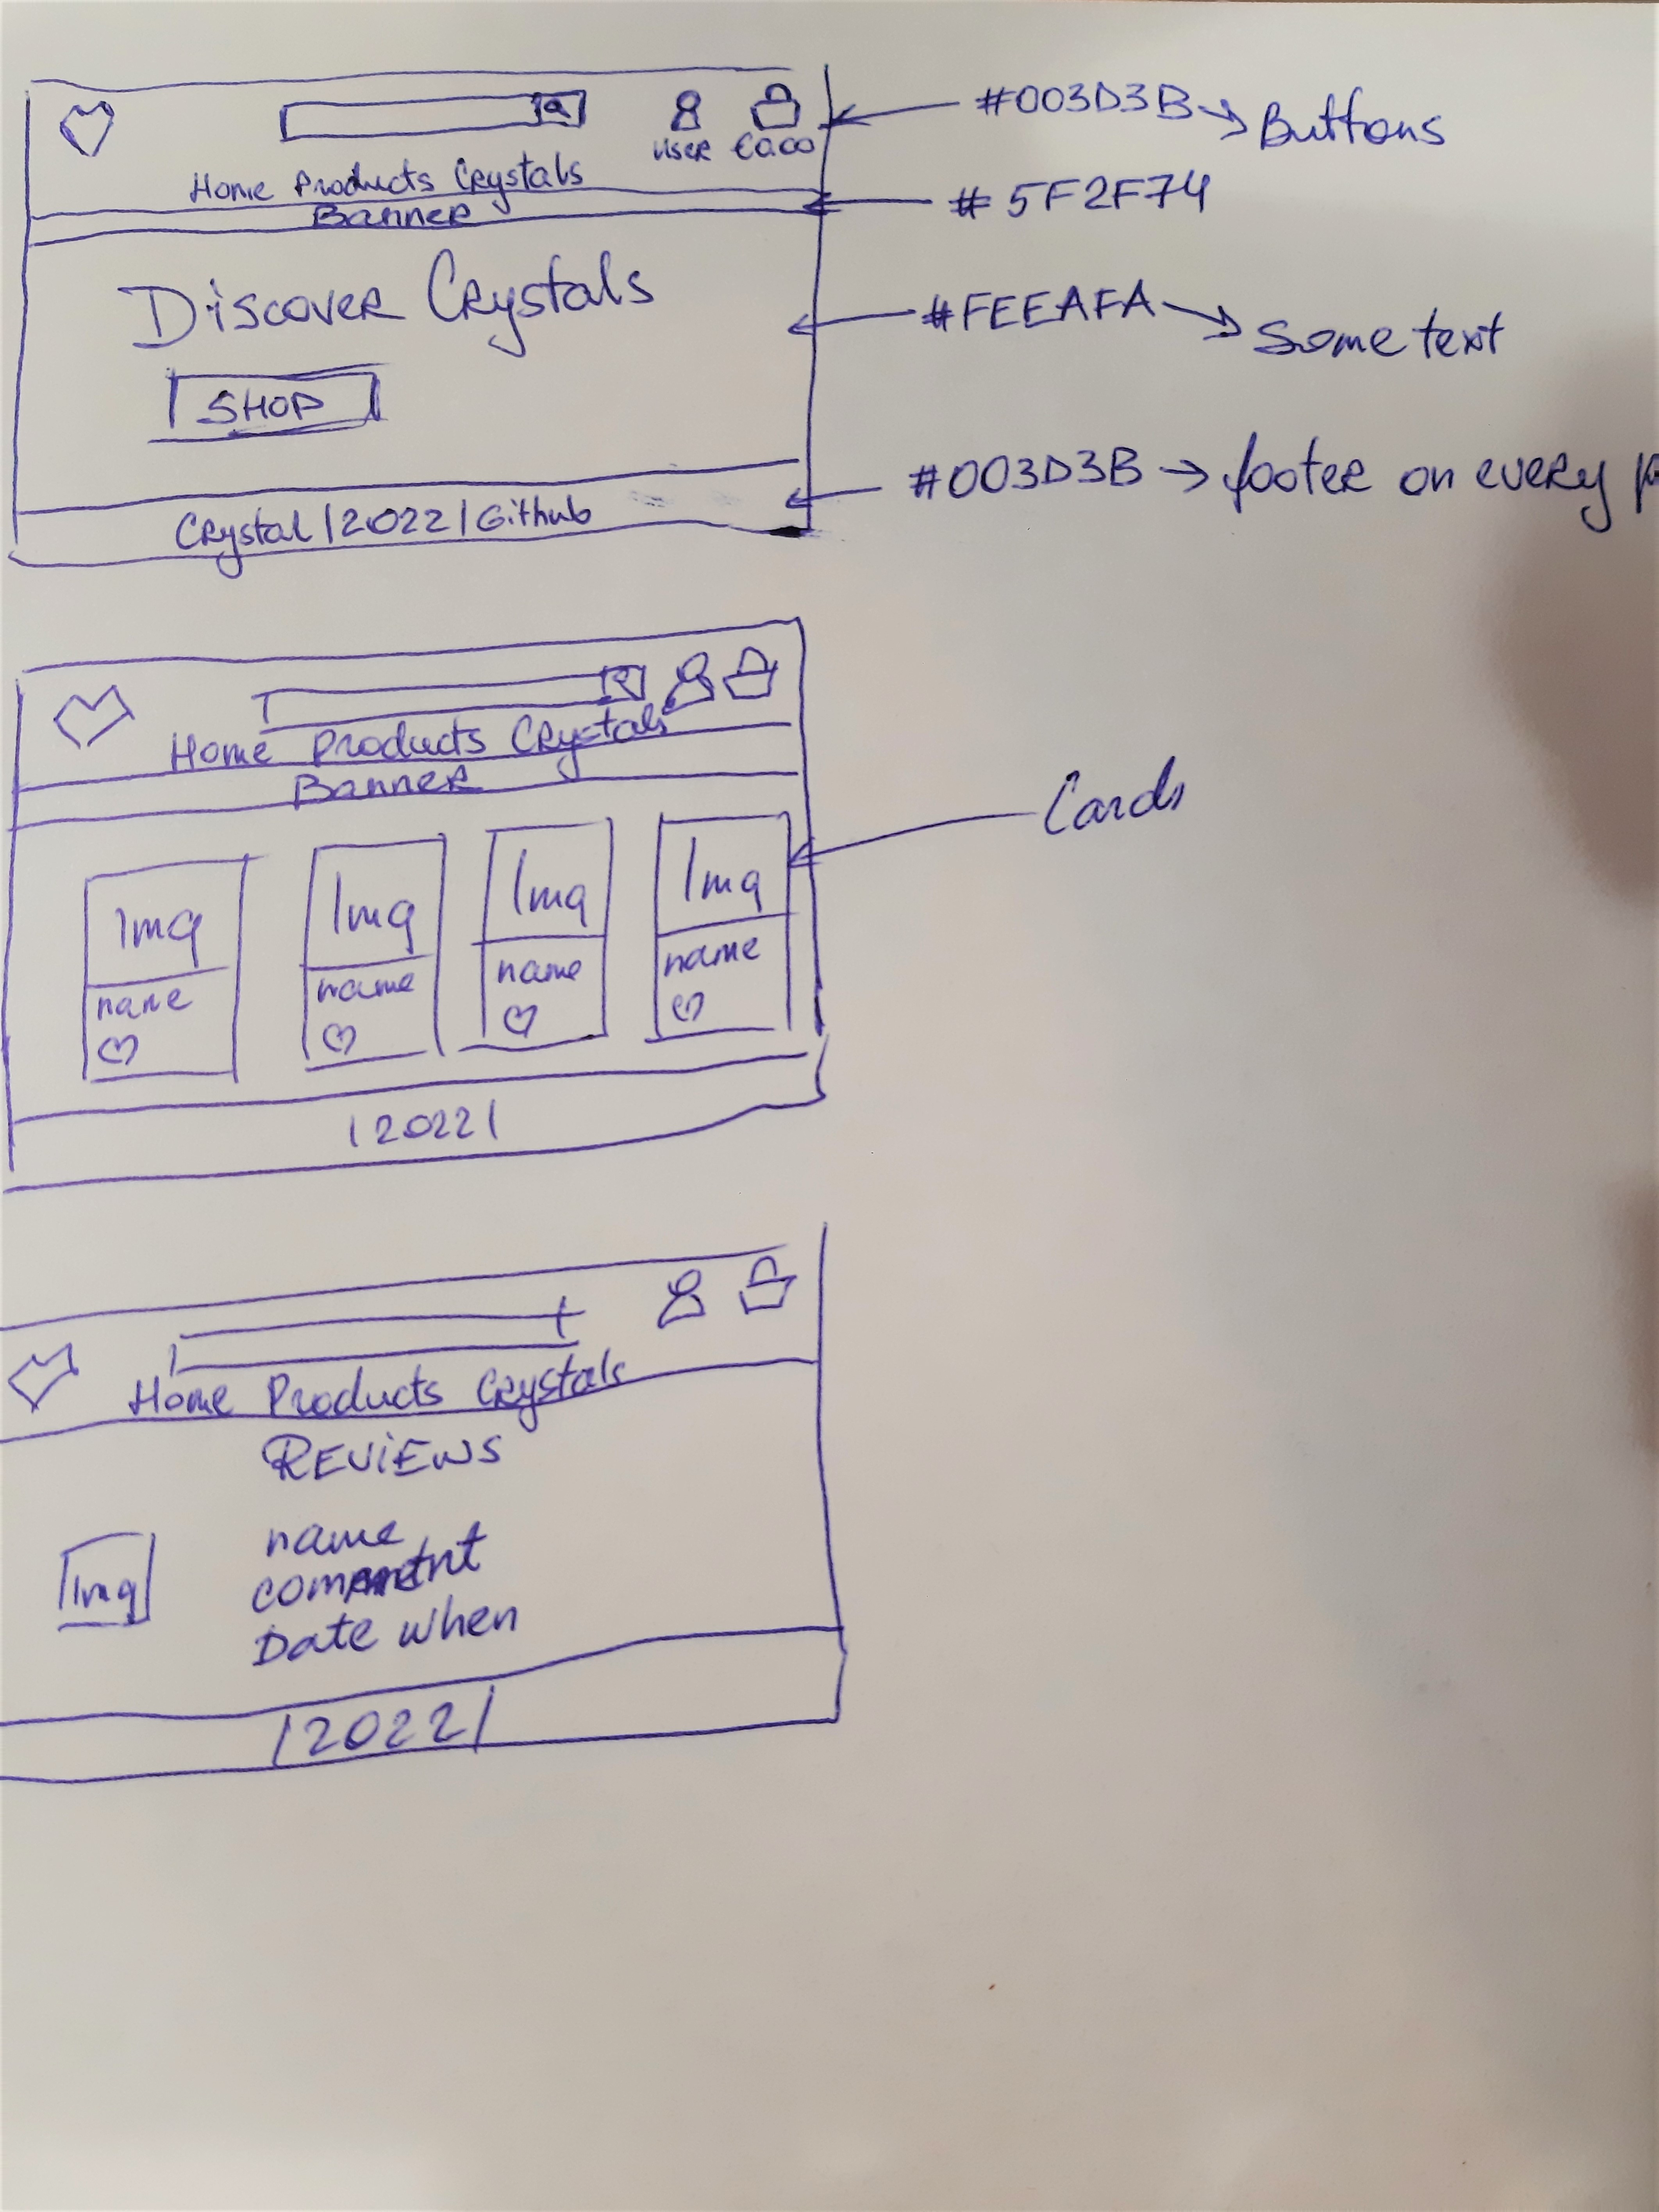 #003D3B → Buttons
User €0.00
Home Products Crystals
#5F2F74
Banner
Discover Crystals
#FEEAFA → Some text
SHOP
#003D3B → footer on every
Crystal | 2022 | Github
Home Products Crystals
Banner
Cards
Img Img Img Img
name name name name
| 2022 |
Home Products Crystals
REVIEWS
name
Img comment
Date when
| 2022 |